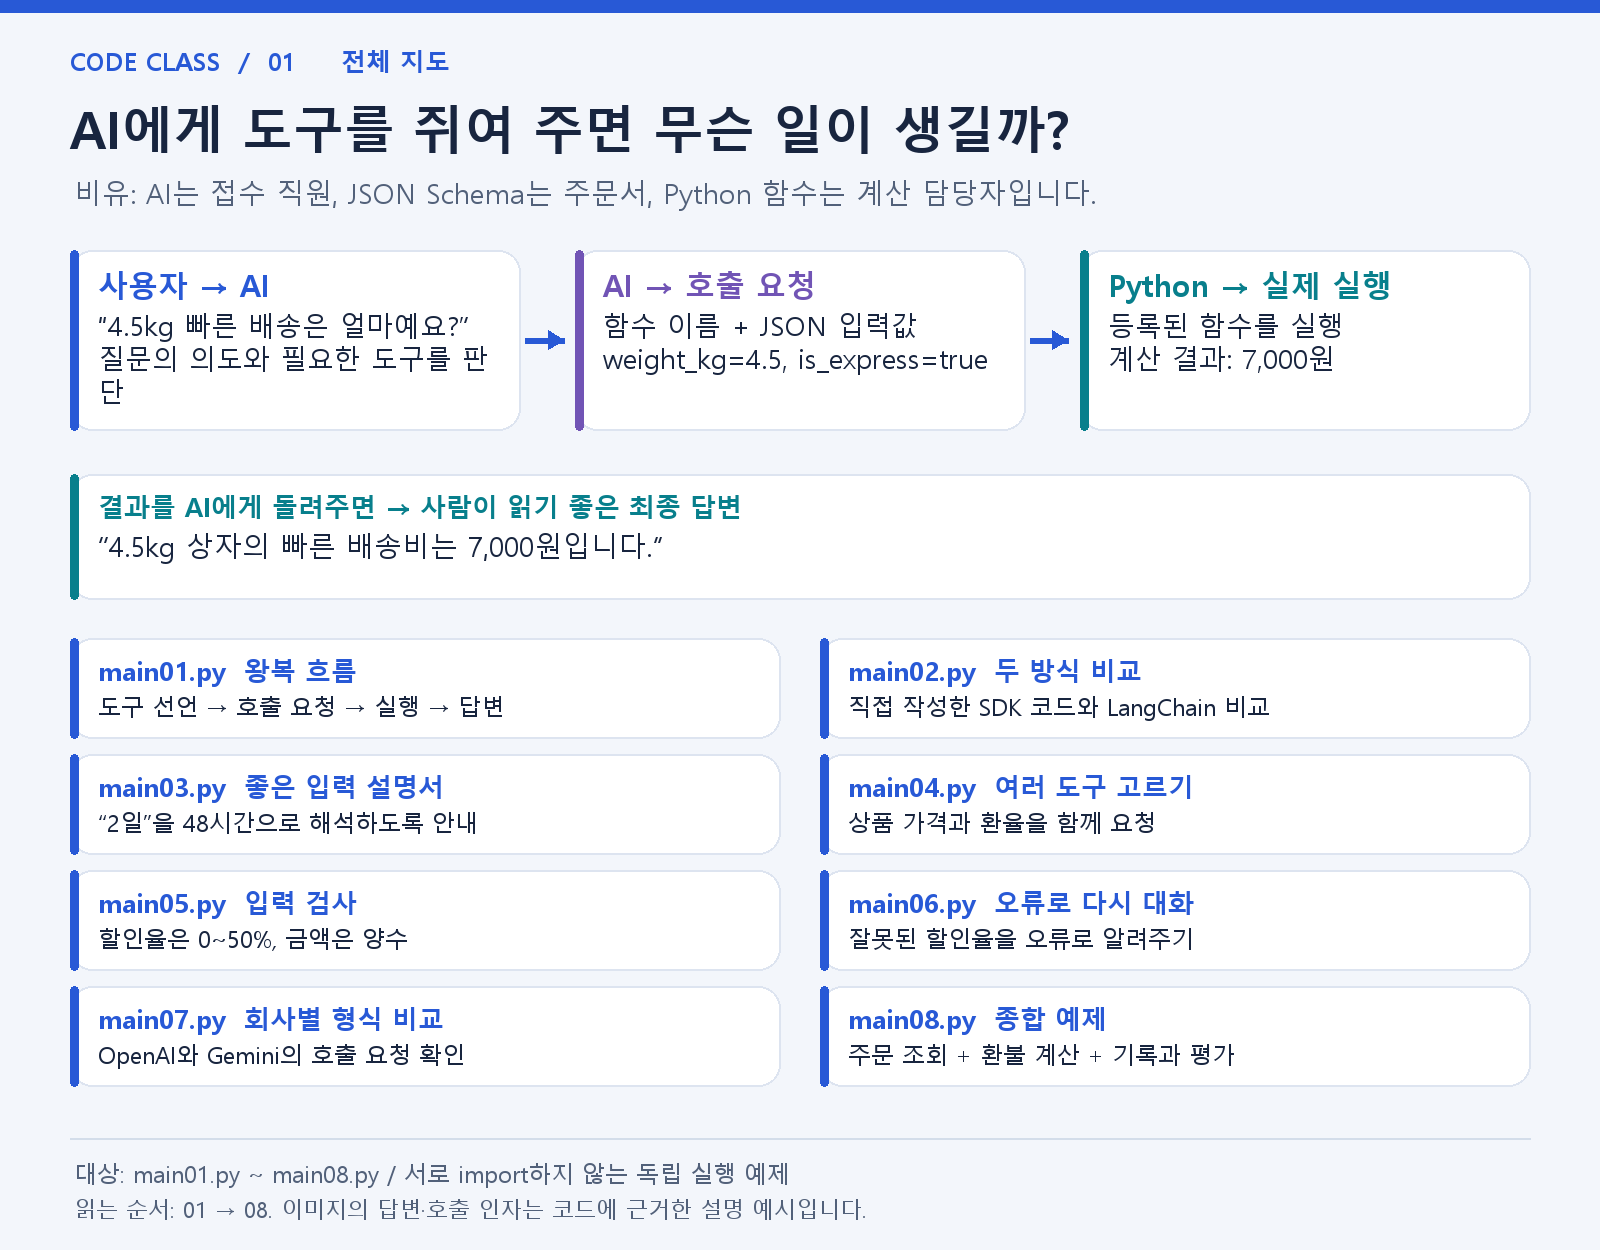 CODE CLASS / 01 전체 지도
AI에게 도구를 쥐여 주면 무슨 일이 생길까?
비유: AI는 접수 직원, JSON Schema는 주문서, Python 함수는 계산 담당자입니다.
사용자 → AI
"4.5kg 빠른 배송은 얼마예요?"
질문의 의도와 필요한 도구를 판
단
AI → 호출 요청
함수 이름 + JSON 입력값
weight_kg=4.5, is_express=true
Python → 실제 실행
등록된 함수를 실행
계산 결과: 7,000원
결과를 AI에게 돌려주면 → 사람이 읽기 좋은 최종 답변
“4.5kg 상자의 빠른 배송비는 7,000원입니다.”
main01.py 왕복 흐름
도구 선언 → 호출 요청 → 실행 → 답변
main02.py 두 방식 비교
직접 작성한 SDK 코드와 LangChain 비교
main03.py 좋은 입력 설명서
“2일”을 48시간으로 해석하도록 안내
main04.py 여러 도구 고르기
상품 가격과 환율을 함께 요청
main05.py 입력 검사
할인율은 0~50%, 금액은 양수
main06.py 오류로 다시 대화
잘못된 할인율을 오류로 알려주기
main07.py 회사별 형식 비교
OpenAI와 Gemini의 호출 요청 확인
main08.py 종합 예제
주문 조회 + 환불 계산 + 기록과 평가
대상: main01.py ~ main08.py / 서로 import하지 않는 독립 실행 예제
읽는 순서: 01 → 08. 이미지의 답변·호출 인자는 코드에 근거한 설명 예시입니다.